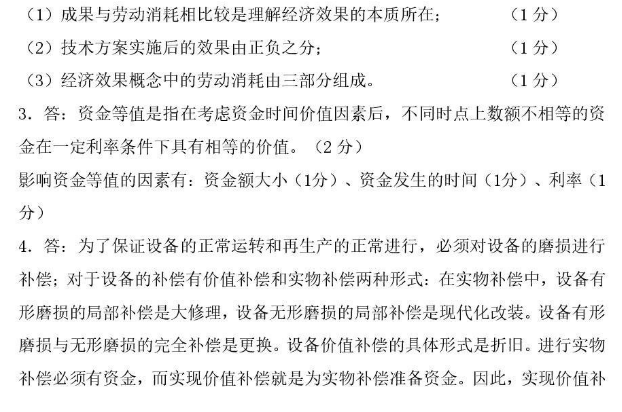 （1）成果与劳动消耗相比较是理解经济效果的本质所在；（1 分）
（2）技术方案实施后的效果由正负之分；（1 分）
（3）经济效果概念中的劳动消耗由三部分组成。（1 分）
3．答：资金等值是指在考虑资金时间价值因素后，不同时点上数额不相等的资
金在一定利率条件下具有相等的价值。（2 分）
影响资金等值的因素有：资金额大小（1分）、资金发生的时间（1分）、利率（1
分）
4．答：为了保证设备的正常运转和再生产的正常进行，必须对设备的磨损进行
补偿；对于设备的补偿有价值补偿和实物补偿两种形式：在实物补偿中，设备有
形磨损的局部补偿是大修理，设备无形磨损的局部补偿是现代化改装。设备有形
磨损与无形磨损的完全补偿是更换。设备价值补偿的具体形式是折旧。进行实物
补偿必须有资金，而实现价值补偿就是为实物补偿准备资金。因此，实现价值补